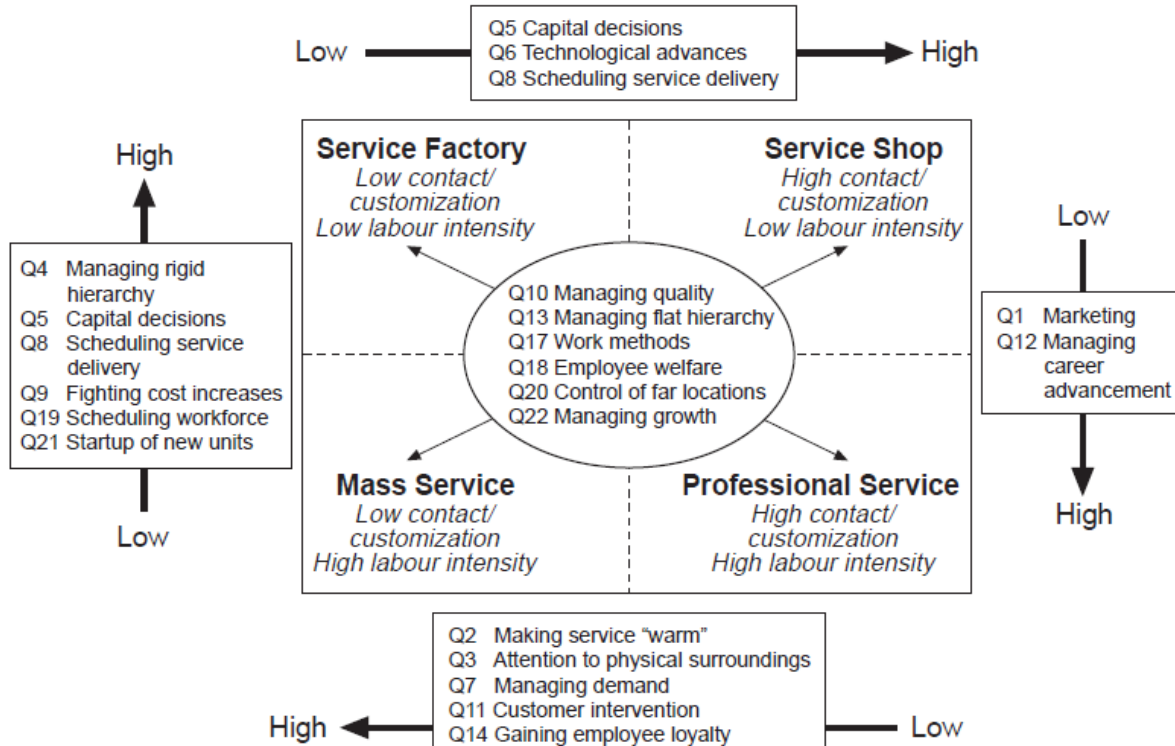 Low
Q5 Capital decisions
Q6 Technological advances
Q8 Scheduling service delivery
High
Service Factory
Low contact/
customization
Low labour intensity
Service Shop
High contact/
customization
Low labour intensity
High
Q4 Managing rigid
hierarchy
Q5 Capital decisions
Q8 Scheduling service
delivery
Q9 Fighting cost increases
Q19 Scheduling workforce
Q21 Startup of new units
Low
Q10 Managing quality
Q13 Managing flat hierarchy
Q17 Work methods
Q18 Employee welfare
Q20 Control of far locations
Q22 Managing growth
Low
Q1 Marketing
Q12 Managing
career
advancement
High
Mass Service
Low contact/
customization
High labour intensity
Professional Service
High contact/
customization
High labour intensity
High
Q2 Making service “warm”
Q3 Attention to physical surroundings
Q7 Managing demand
Q11 Customer intervention
Q14 Gaining employee loyalty
Low